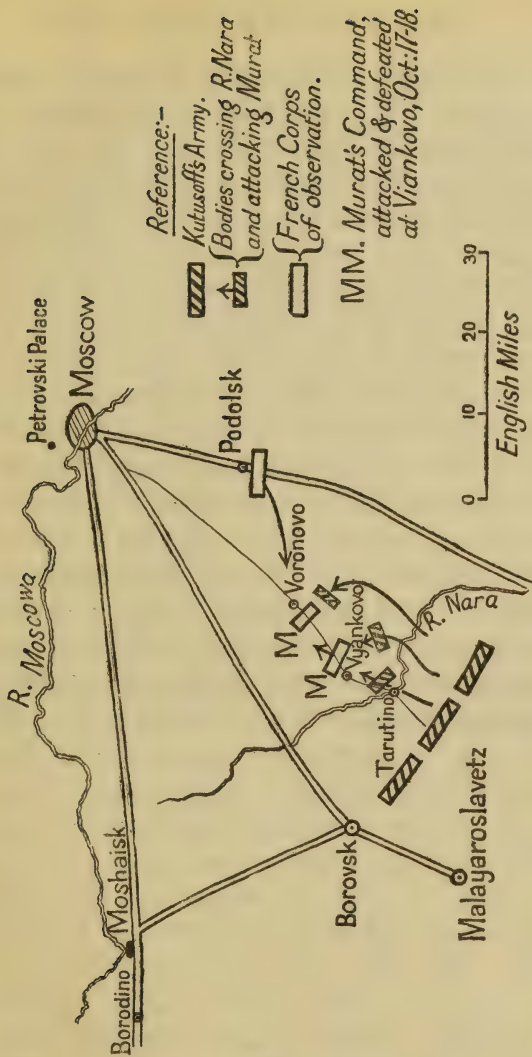 Petrovski Palace
Moscow
R. Moscowa
Moshaisk
Borodino
Podolsk
Voronovo
M
M
Vyankovo
Tarutino
R. Nara
Borovsk
Malayaroslavetz
Reference:-
Kutusoff's Army.
Bodies crossing R. Nara
and attacking Murat
French Corps
of observation.
MM. Murat's Command,
attacked & defeated
at Viankovo, Oct: 17-18.
0 10 20 30
English Miles